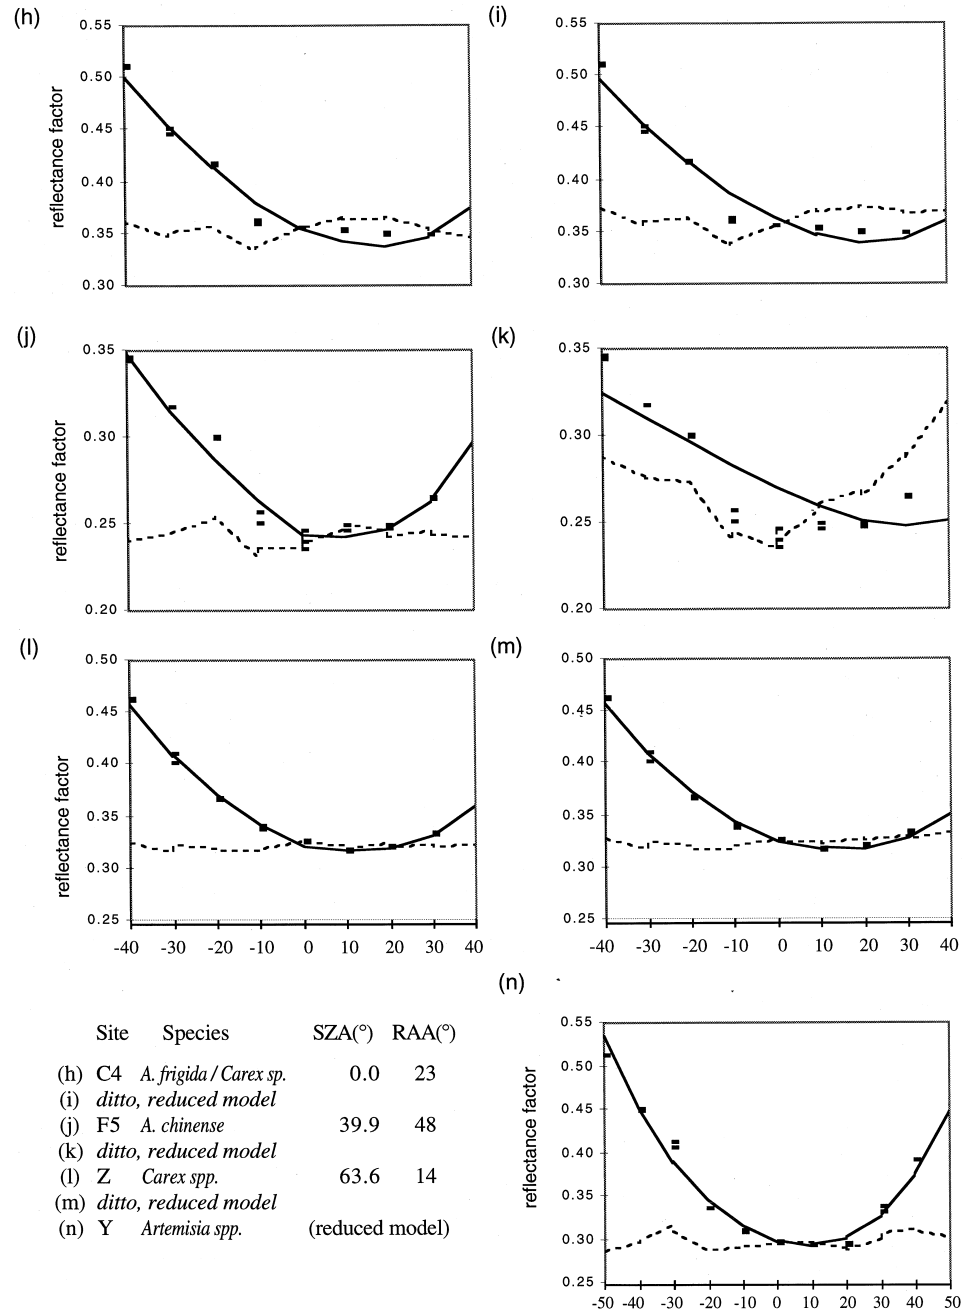 (h)
0.55
0.50
0.45
0.40
0.35
0.30
reflectance factor
(i)
0.55
0.50
0.45
0.40
0.35
0.30
(j)
0.35
0.30
0.25
0.20
reflectance factor
(k)
0.35
0.30
0.25
0.20
(l)
0.50
0.45
0.40
0.35
0.30
0.25
reflectance factor
-40 -30 -20 -10 0 10 20 30 40
(m)
0.50
0.45
0.40
0.35
0.30
0.25
-40 -30 -20 -10 0 10 20 30 40
Site Species SZA(°) RAA(°)
(h) C4 A. frigida / Carex sp. 0.0 23
(i) ditto, reduced model
(j) F5 A. chinense 39.9 48
(k) ditto, reduced model
(l) Z Carex spp. 63.6 14
(m) ditto, reduced model
(n) Y Artemisia spp. (reduced model)
(n)
0.55
0.50
0.45
0.40
0.35
0.30
0.25
reflectance factor
-50 -40 -30 -20 -10 0 10 20 30 40 50